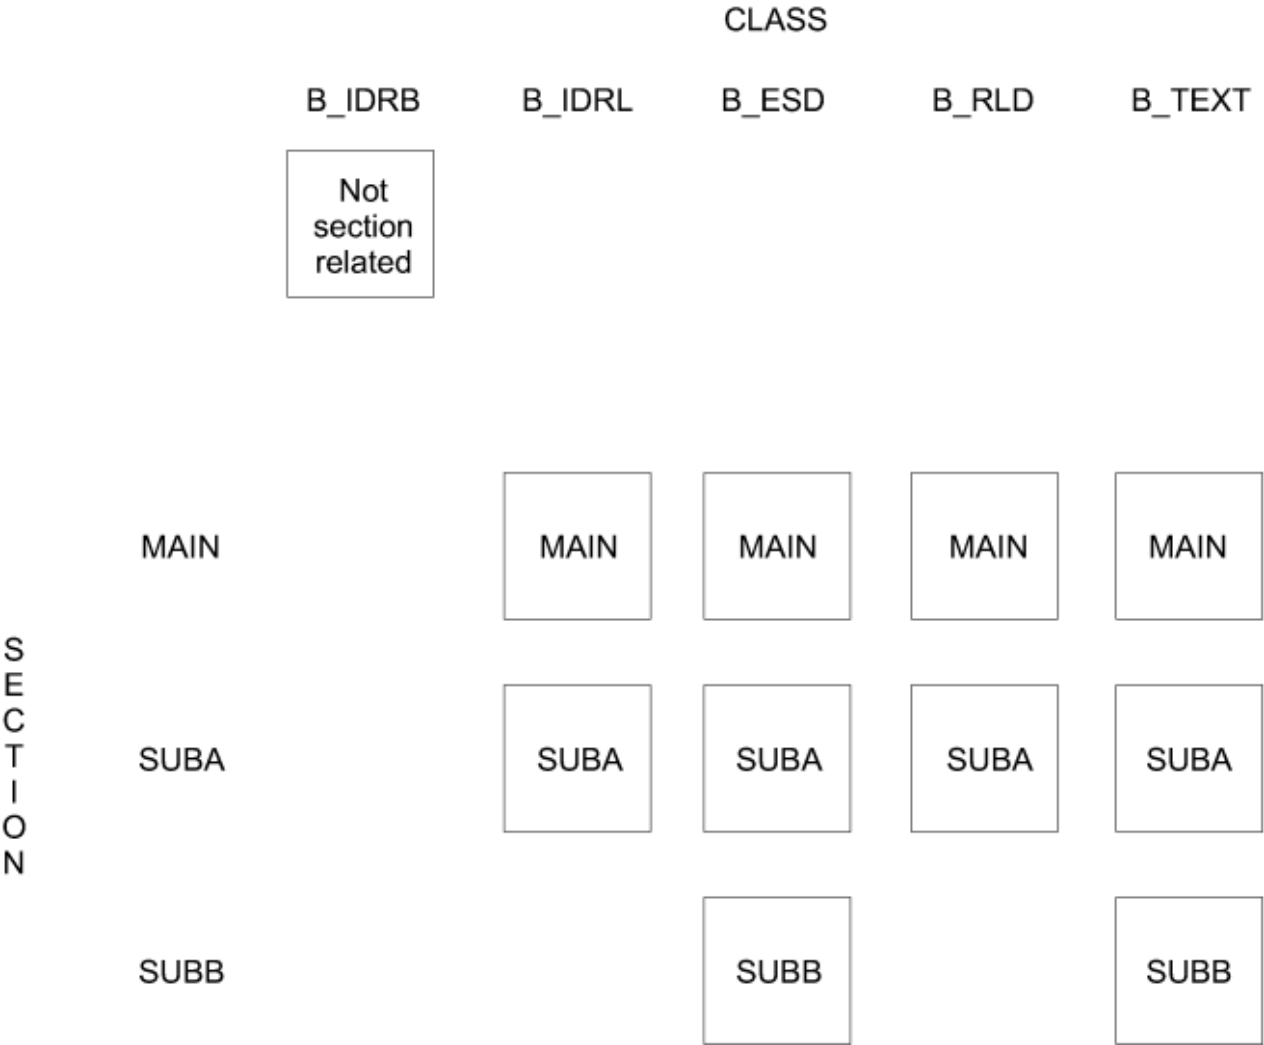 CLASS
B_IDRB B_IDRL B_ESD B_RLD B_TEXT
Not
section
related
MAIN MAIN MAIN MAIN MAIN
SECTION
SUBA SUBA SUBA SUBA SUBA
SUBB SUBB SUBB